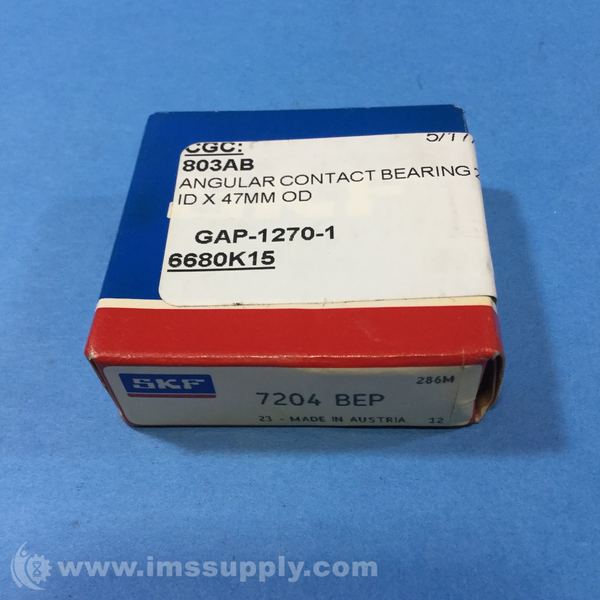 CGC:
5/17
803AB
ANGULAR CONTACT BEARING
ID X 47MM OD
GAP-1270-1
6680K15
SKF
286M
7204 BEP
23 - MADE IN AUSTRIA 12
www.imssupply.com